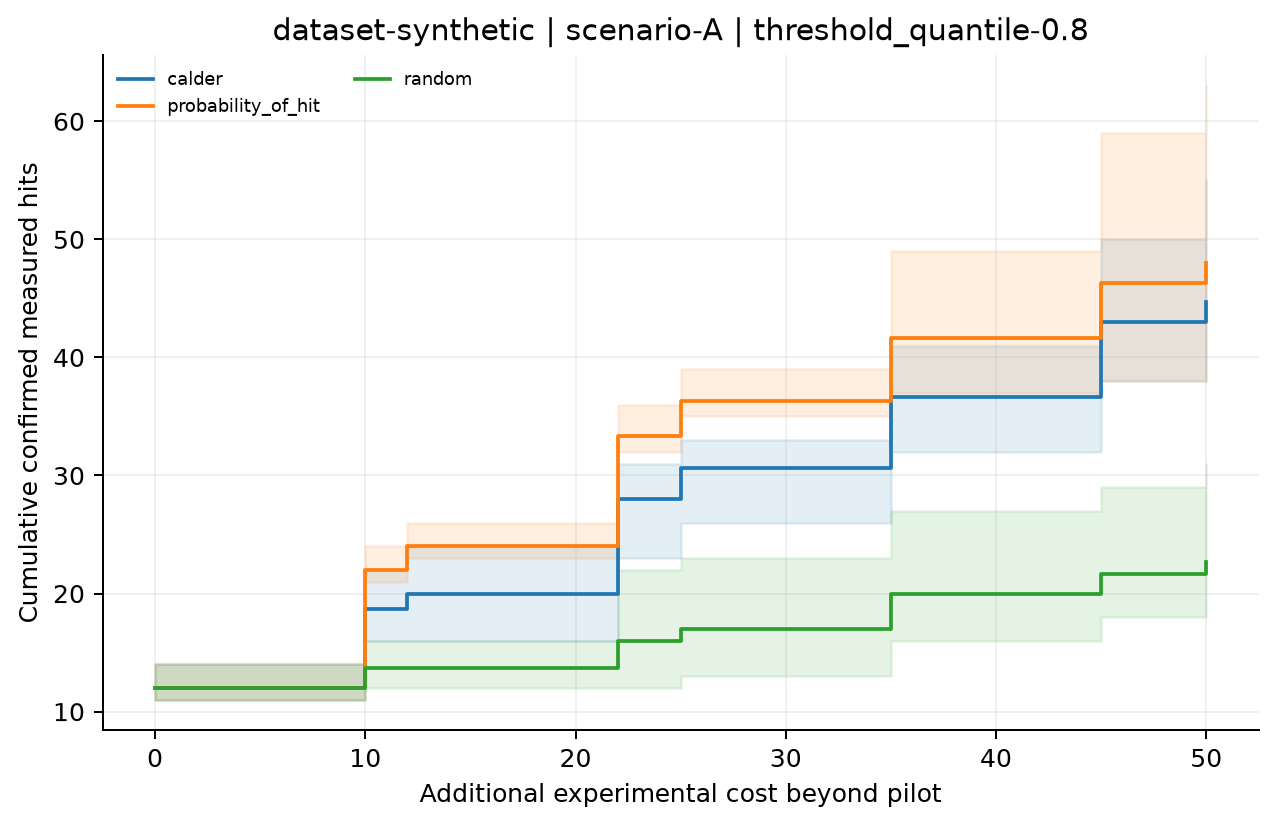 dataset-synthetic | scenario-A | threshold_quantile-0.8
calder
probability_of_hit
random
Cumulative confirmed measured hits
60
50
40
30
20
10
0 10 20 30 40 50
Additional experimental cost beyond pilot